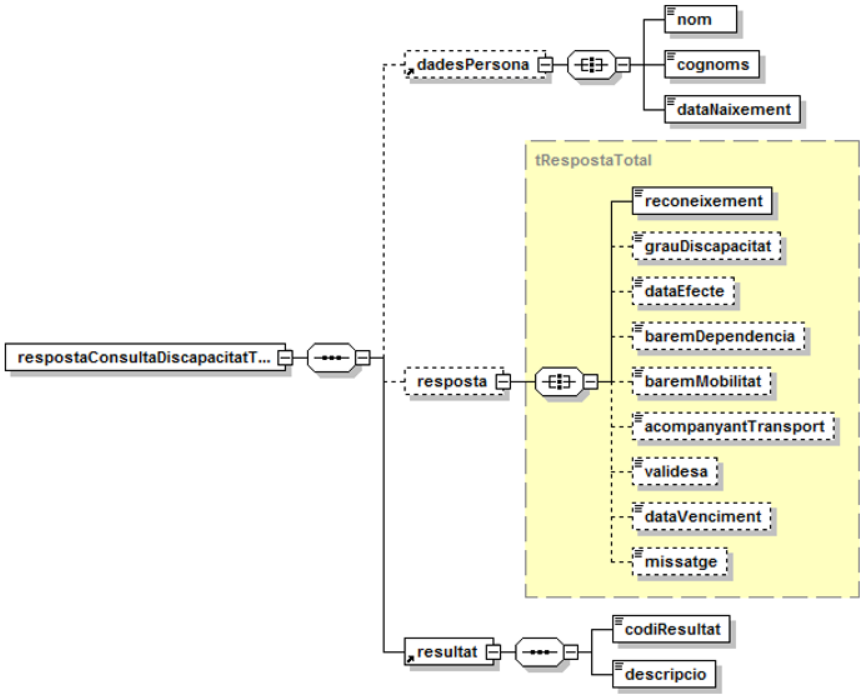 nom
dadesPersona
cognoms
dataNaixement
tRespostaTotal
reconeixement
grauDiscapacitat
dataEfecte
baremDependencia
respostaConsultaDiscapacitatT...
resposta
baremMobilitat
acompanyantTransport
validesa
dataVenciment
missatge
codiResultat
resultat
descripcio